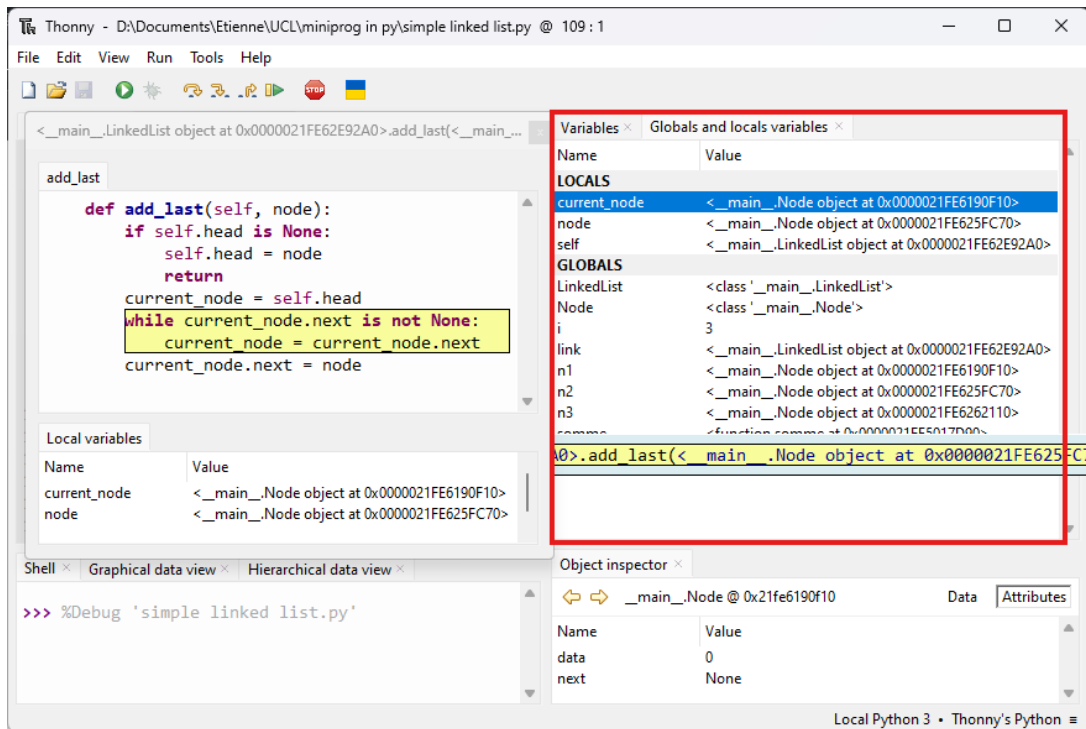 Thonny - D:\Documents\Etienne\UCL\miniprog in py\simple linked list.py @ 109 : 1
File Edit View Run Tools Help
STOP
<__main__.LinkedList object at 0x0000021FE62E92A0>.add_last(<__main_...
add_last
def add_last(self, node):
if self.head is None:
self.head = node
return
current_node = self.head
while current_node.next is not None:
current_node = current_node.next
current_node.next = node
Local variables
Name Value
current_node <__main__.Node object at 0x0000021FE6190F10>
node <__main__.Node object at 0x0000021FE625FC70>
Variables × Globals and locals variables ×
Name Value
LOCALS
current_node <__main__.Node object at 0x0000021FE6190F10>
node <__main__.Node object at 0x0000021FE625FC70>
self <__main__.LinkedList object at 0x0000021FE62E92A0>
GLOBALS
LinkedList <class '__main__.LinkedList'>
Node <class '__main__.Node'>
i 3
link <__main__.LinkedList object at 0x0000021FE62E92A0>
n1 <__main__.Node object at 0x0000021FE6190F10>
n2 <__main__.Node object at 0x0000021FE625FC70>
n3 <__main__.Node object at 0x0000021FE6262110>
somme <function somme at 0x0000021FE5017D90>
A0>.add_last(<__main__.Node object at 0x0000021FE625FC7
Shell × Graphical data view × Hierarchical data view ×
>>> %Debug 'simple linked list.py'
Object inspector ×
__main__.Node @ 0x21fe6190f10 Data Attributes
Name Value
data 0
next None
Local Python 3 • Thonny's Python ≡